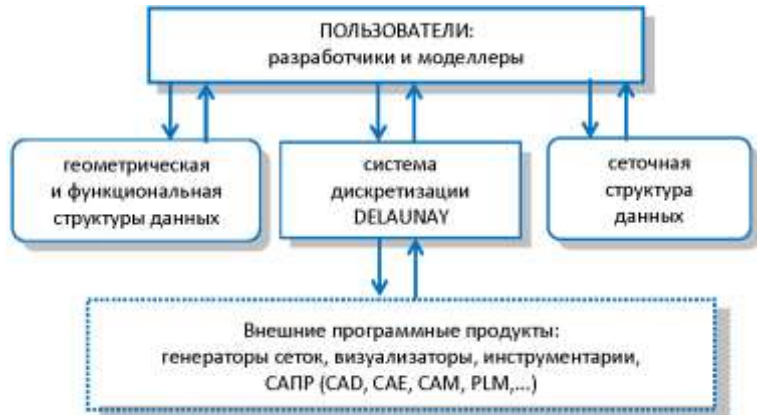 ПОЛЬЗОВАТЕЛИ:
разработчики и моделлеры
геометрическая
и функциональная
структуры данных
система
дискретизации
DELAUNAY
сеточная
структура
данных
Внешние программные продукты:
генераторы сеток, визуализаторы, инструментарии,
САПР (CAD, CAE, CAM, PLM,...)